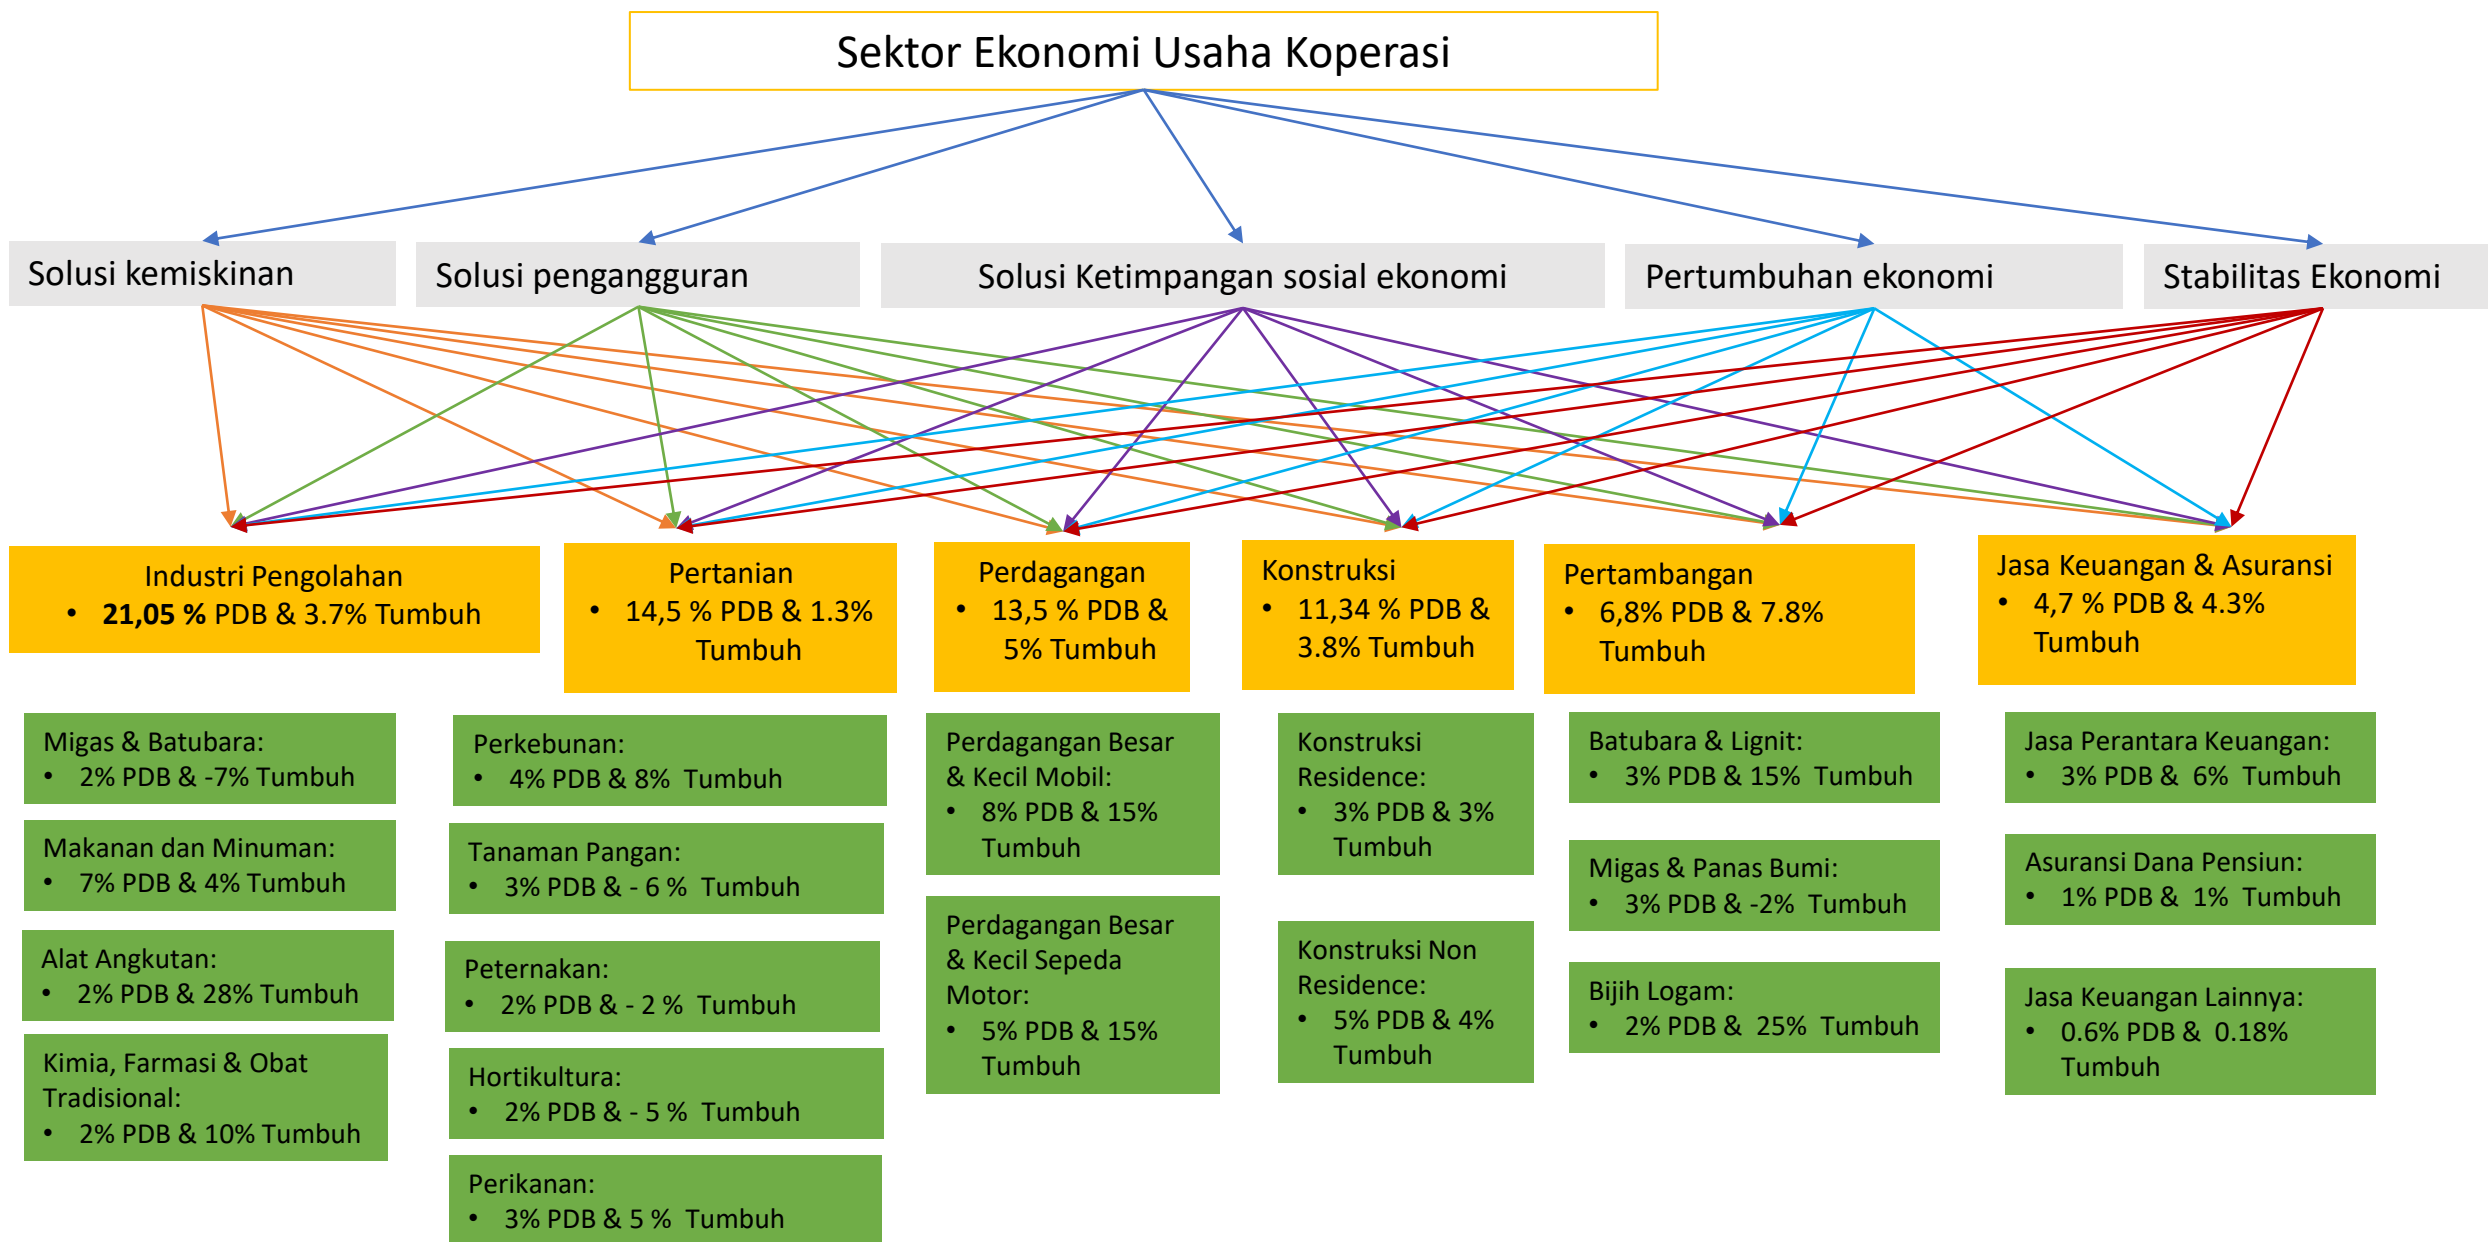 Sektor Ekonomi Usaha Koperasi
Solusi kemiskinan
Solusi pengangguran
Solusi Ketimpangan sosial ekonomi
Pertumbuhan ekonomi
Stabilitas Ekonomi
Industri Pengolahan
• 21,05 % PDB & 3.7% Tumbuh
Pertanian
• 14,5 % PDB & 1.3%
Tumbuh
Perdagangan
• 13,5 % PDB &
5% Tumbuh
Konstruksi
• 11,34 % PDB &
3.8% Tumbuh
Pertambangan
• 6,8% PDB & 7.8%
Tumbuh
Jasa Keuangan & Asuransi
• 4,7 % PDB & 4.3%
Tumbuh
Migas & Batubara:
• 2% PDB & -7% Tumbuh
Makanan dan Minuman:
• 7% PDB & 4% Tumbuh
Alat Angkutan:
• 2% PDB & 28% Tumbuh
Kimia, Farmasi & Obat
Tradisional:
• 2% PDB & 10% Tumbuh
Perkebunan:
• 4% PDB & 8% Tumbuh
Tanaman Pangan:
• 3% PDB & - 6 % Tumbuh
Peternakan:
• 2% PDB & - 2 % Tumbuh
Hortikultura:
• 2% PDB & - 5 % Tumbuh
Perikanan:
• 3% PDB & 5 % Tumbuh
Perdagangan Besar
& Kecil Mobil:
• 8% PDB & 15%
Tumbuh
Perdagangan Besar
& Kecil Sepeda
Motor:
• 5% PDB & 15%
Tumbuh
Konstruksi
Residence:
• 3% PDB & 3%
Tumbuh
Konstruksi Non
Residence:
• 5% PDB & 4%
Tumbuh
Batubara & Lignit:
• 3% PDB & 15% Tumbuh
Migas & Panas Bumi:
• 3% PDB & -2% Tumbuh
Bijih Logam:
• 2% PDB & 25% Tumbuh
Jasa Perantara Keuangan:
• 3% PDB & 6% Tumbuh
Asuransi Dana Pensiun:
• 1% PDB & 1% Tumbuh
Jasa Keuangan Lainnya:
• 0.6% PDB & 0.18%
Tumbuh